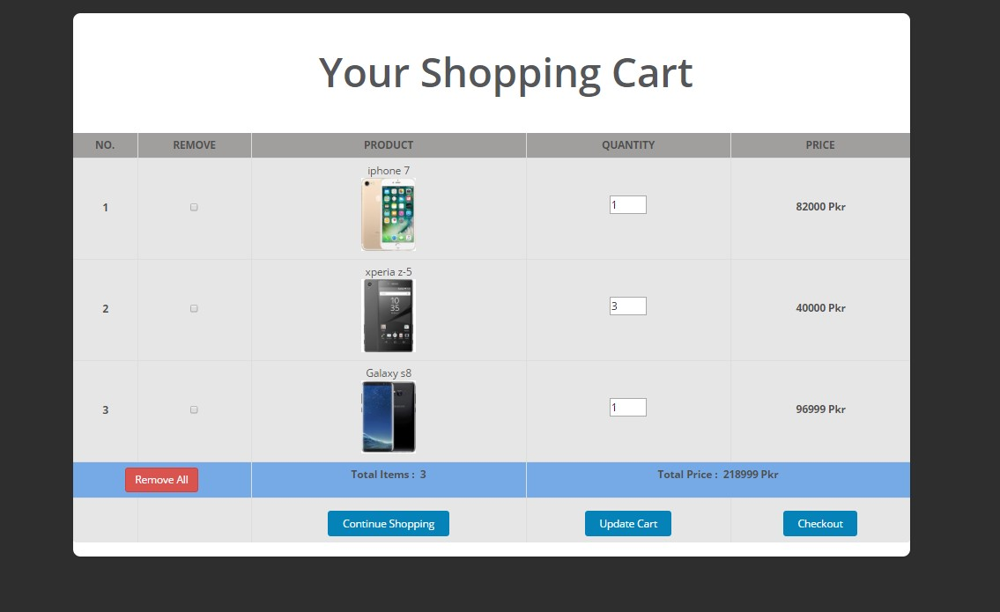 Your Shopping Cart
NO. REMOVE PRODUCT QUANTITY PRICE
iphone 7
1 1 82000 Pkr
xperia z-5
10
35
2 3 40000 Pkr
Galaxy s8
3 1 96999 Pkr
Remove All Total Items : 3 Total Price : 218999 Pkr
Continue Shopping Update Cart Checkout